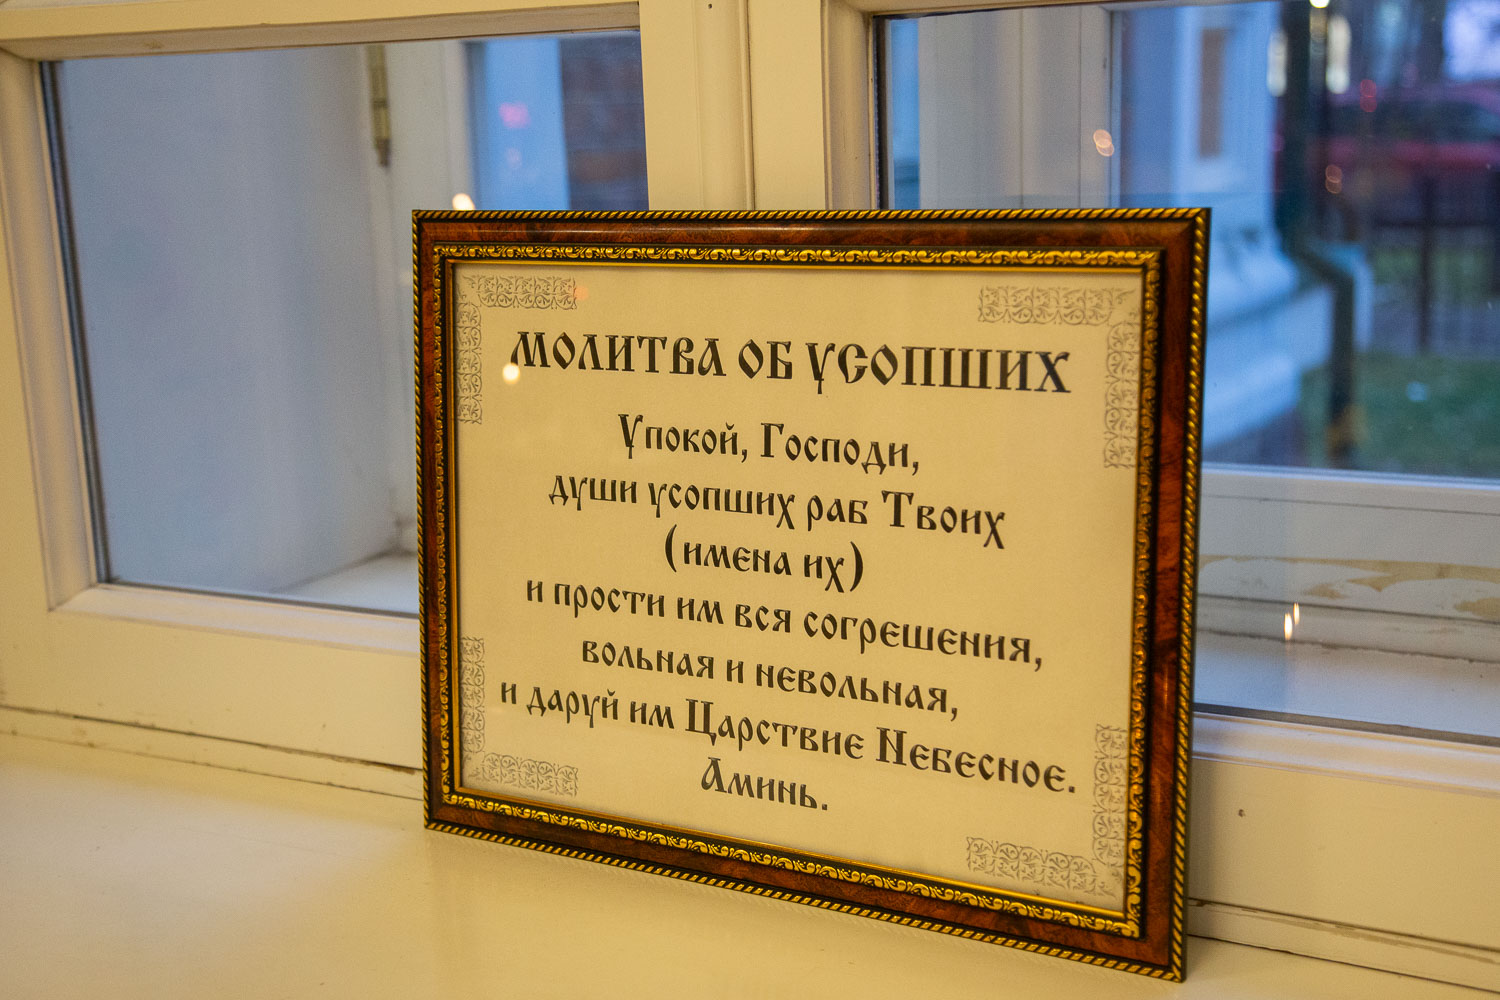 МОЛИТВА ОБ УСОПШИХ
Упокой, Господи,
души усопших раб Твоих
(имена их)
и прости им вся согрешения,
вольная и невольная,
и даруй им Царствие Небесное.
Аминь.